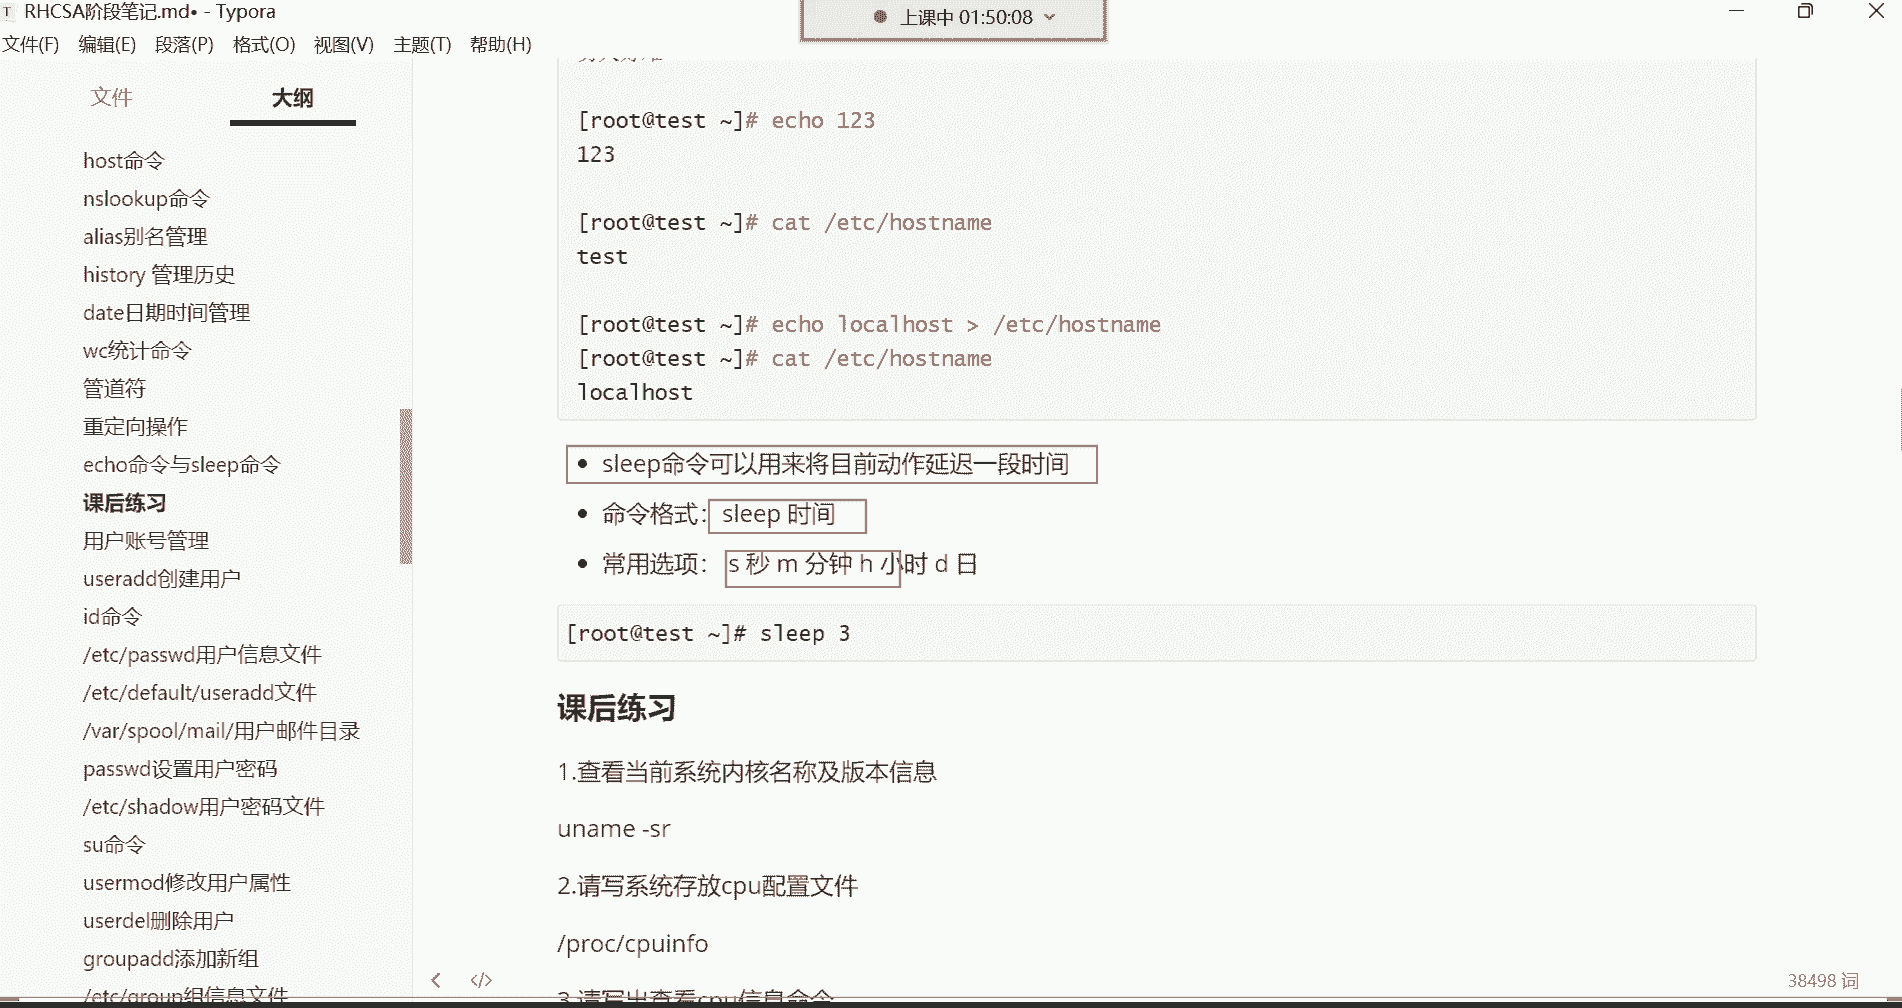 RHCSA阶段笔记.md• - Typora
上课中 01:50:08
文件(F) 编辑(E) 段落(P) 格式(O) 视图(V) 主题(T) 帮助(H)
文件 大纲
host命令
nslookup命令
alias别名管理
history 管理历史
date日期时间管理
wc统计命令
管道符
重定向操作
echo命令与sleep命令
课后练习
用户账号管理
useradd创建用户
id命令
/etc/passwd用户信息文件
/etc/default/useradd文件
/var/spool/mail/用户邮件目录
passwd设置用户密码
/etc/shadow用户密码文件
su命令
usermod修改用户属性
userdel删除用户
groupadd添加新组
/etc/group组信息文件
[root@test ~]# echo 123
123
[root@test ~]# cat /etc/hostname
test
[root@test ~]# echo localhost > /etc/hostname
[root@test ~]# cat /etc/hostname
localhost
• sleep命令可以用来将目前动作延迟一段时间
• 命令格式：sleep 时间
• 常用选项： s 秒 m 分钟 h 小时 d 日
[root@test ~]# sleep 3
课后练习
1.查看当前系统内核名称及版本信息
uname -sr
2.请写系统存放cpu配置文件
/proc/cpuinfo
3.请写出查看cpu信息命令
38498 词